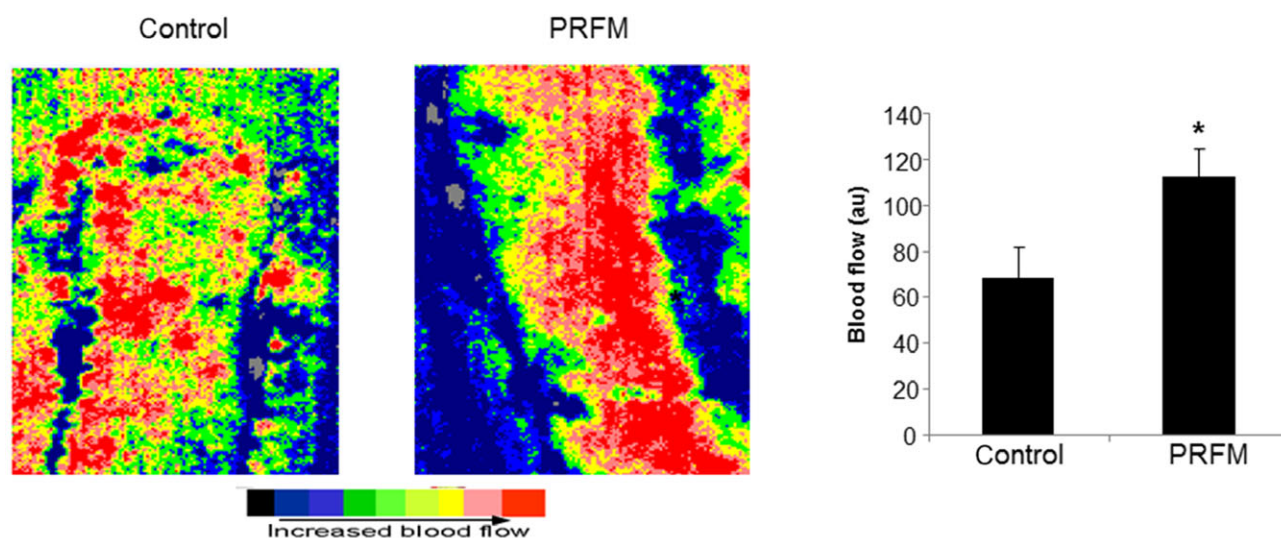 Control
PRFM
Increased blood flow
Blood flow (au)
140
120
100
80
60
40
20
0
*
Control
PRFM